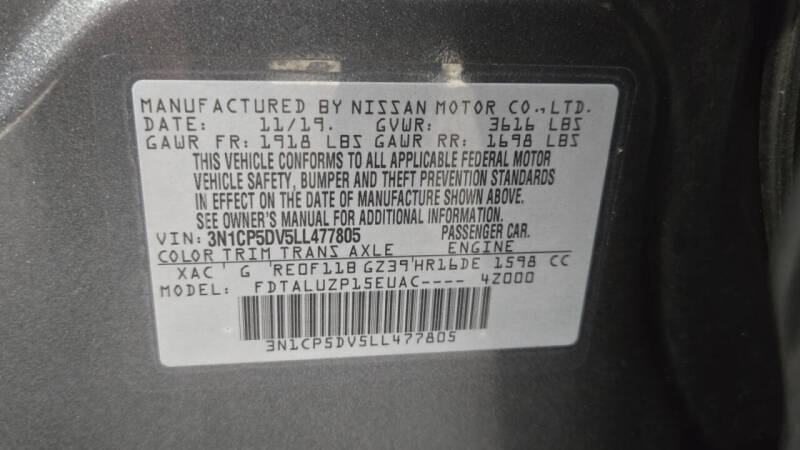 MANUFACTURED BY NISSAN MOTOR CO.,LTD.
DATE: 11/19. GVWR: 3616 LBS
GAWR FR: 1918 LBS GAWR RR: 1698 LBS
THIS VEHICLE CONFORMS TO ALL APPLICABLE FEDERAL MOTOR
VEHICLE SAFETY, BUMPER AND THEFT PREVENTION STANDARDS
IN EFFECT ON THE DATE OF MANUFACTURE SHOWN ABOVE.
SEE OWNER'S MANUAL FOR ADDITIONAL INFORMATION.
VIN: 3N1CP5DV5LL477805 PASSENGER CAR.
COLOR TRIM TRANS AXLE ENGINE
XAC G RE0F11B GZ39 HR16DE 1598 CC
MODEL: FDTALUZP15EUAC---- 4Z000
3N1CP5DV5LL477805